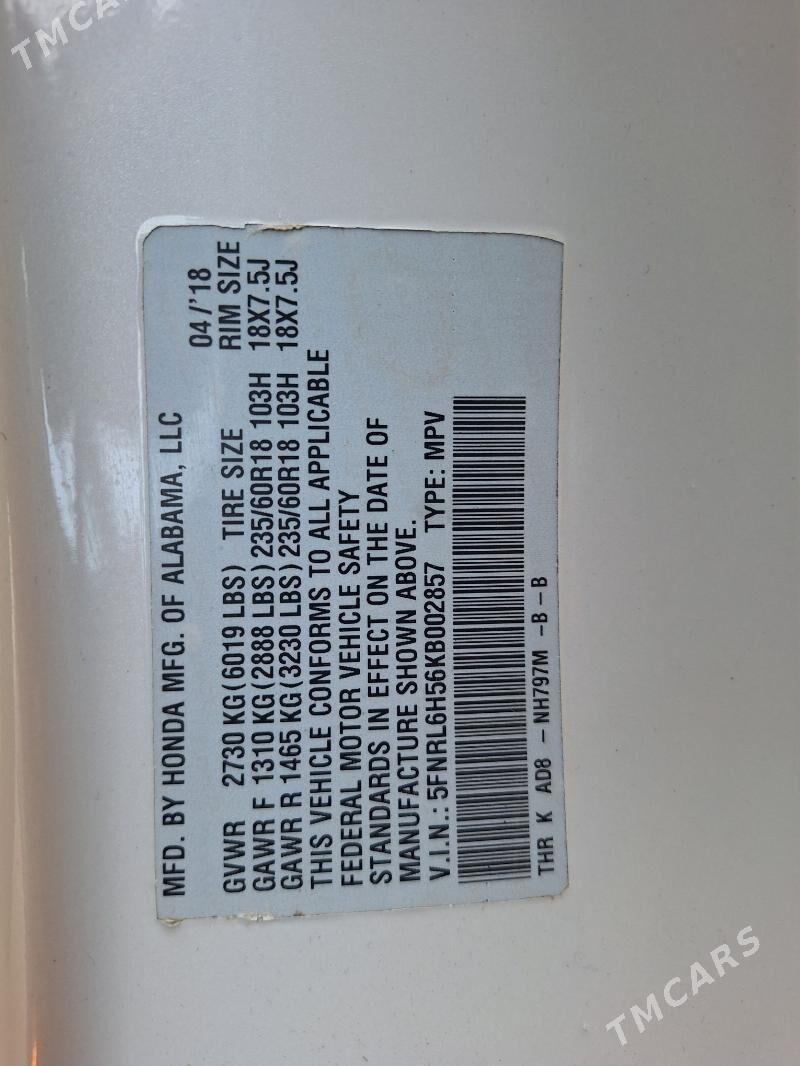 TMCARS
MFD. BY HONDA MFG. OF ALABAMA, LLC 04/'18
GVWR 2730 KG(6019 LBS) TIRE SIZE RIM SIZE
GAWR F 1310 KG(2888 LBS)235/60R18 103H 18X7.5J
GAWR R 1465 KG(3230 LBS)235/60R18 103H 18X7.5J
THIS VEHICLE CONFORMS TO ALL APPLICABLE
FEDERAL MOTOR VEHICLE SAFETY
STANDARDS IN EFFECT ON THE DATE OF
MANUFACTURE SHOWN ABOVE.
V.I.N.: 5FNRL6H56KB002857 TYPE: MPV
THR K AD8 - NH797M -B-B
TMCARS